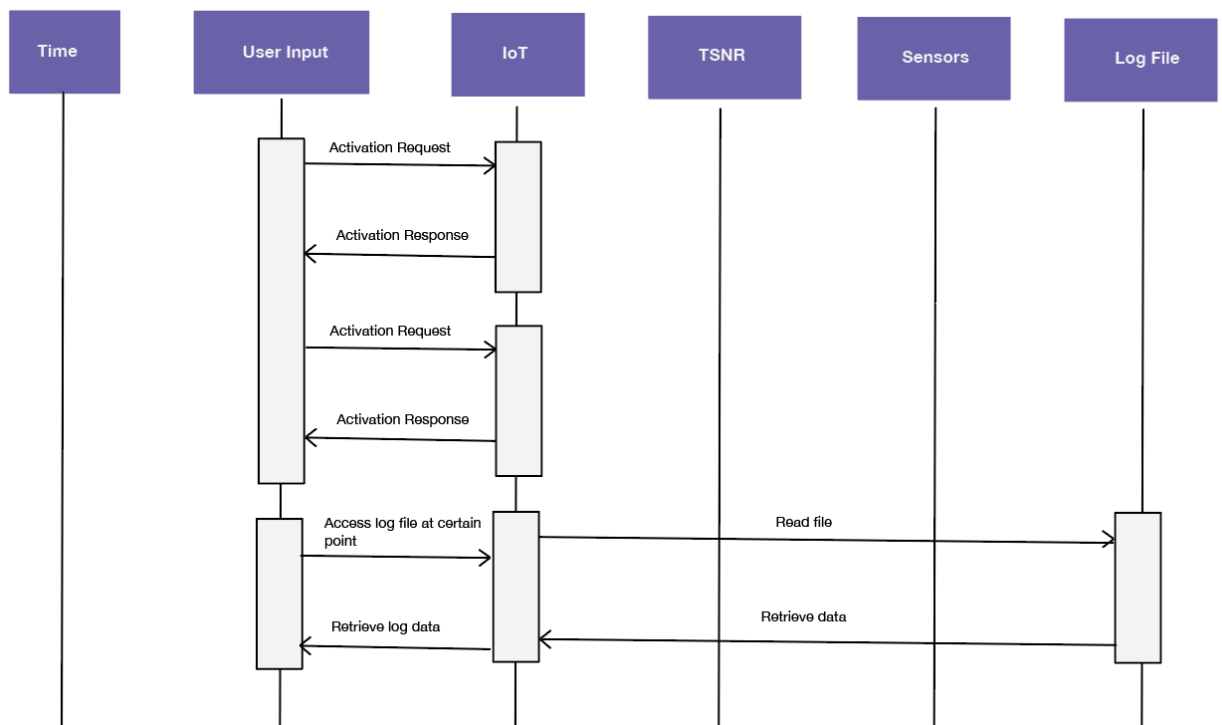 Time
User Input
IoT
TSNR
Sensors
Log File
Activation Request
Activation Response
Activation Request
Activation Response
Access log file at certain
point
Read file
Retrieve log data
Retrieve data